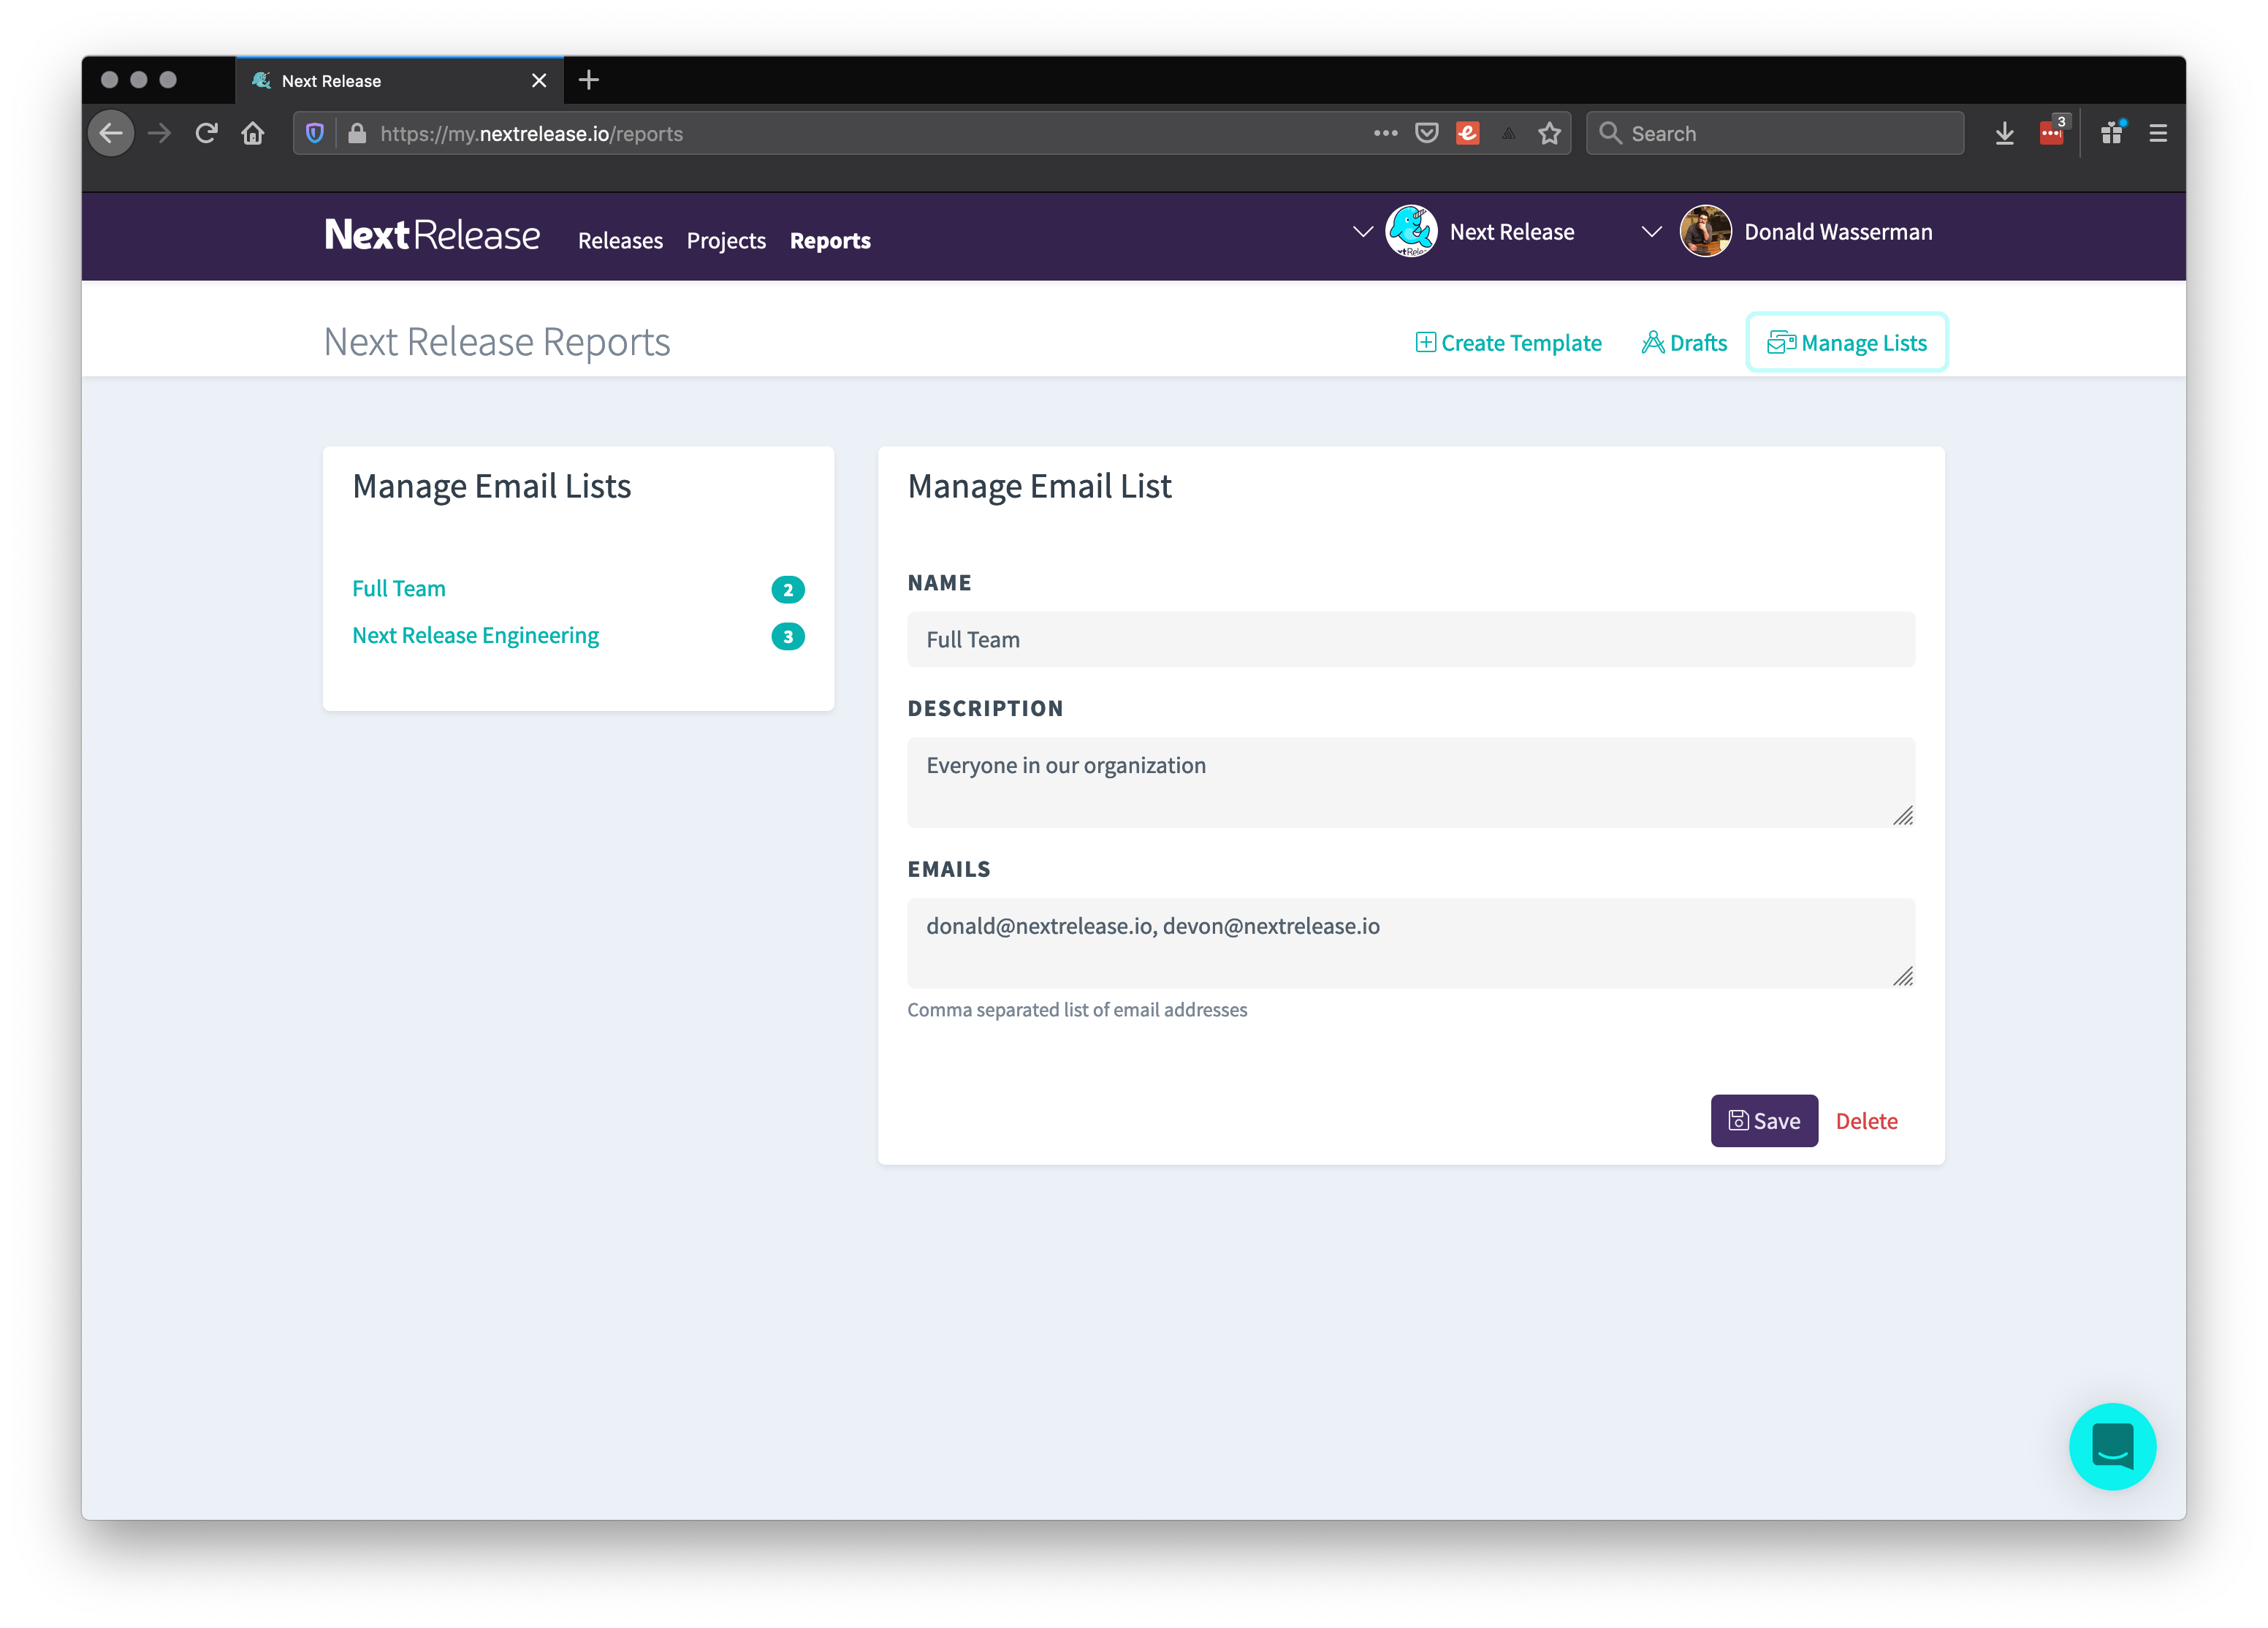 Next Release
https://my.nextrelease.io/reports
Search
3
NextRelease
Releases
Projects
Reports
Next Release
Donald Wasserman
Next Release Reports
Create Template
Drafts
Manage Lists
Manage Email Lists
Full Team
2
Next Release Engineering
3
Manage Email List
NAME
Full Team
DESCRIPTION
Everyone in our organization
EMAILS
donald@nextrelease.io, devon@nextrelease.io
Comma separated list of email addresses
Save
Delete